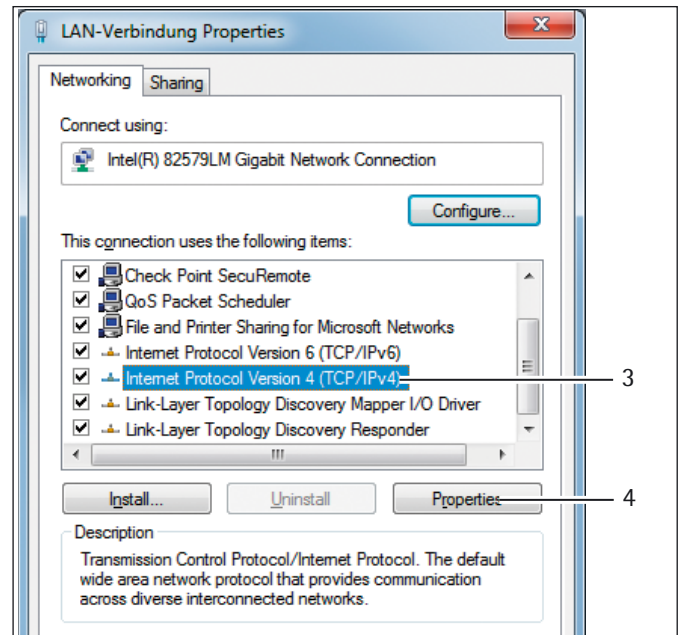 LAN-Verbindung Properties
X
Networking Sharing
Connect using:
Intel(R) 82579LM Gigabit Network Connection
Configure...
This connection uses the following items:
Check Point SecuRemote
QoS Packet Scheduler
File and Printer Sharing for Microsoft Networks
Internet Protocol Version 6 (TCP/IPv6)
Internet Protocol Version 4 (TCP/IPv4) 3
Link-Layer Topology Discovery Mapper I/O Driver
Link-Layer Topology Discovery Responder
Install... Uninstall Properties 4
Description
Transmission Control Protocol/Internet Protocol. The default
wide area network protocol that provides communication
across diverse interconnected networks.